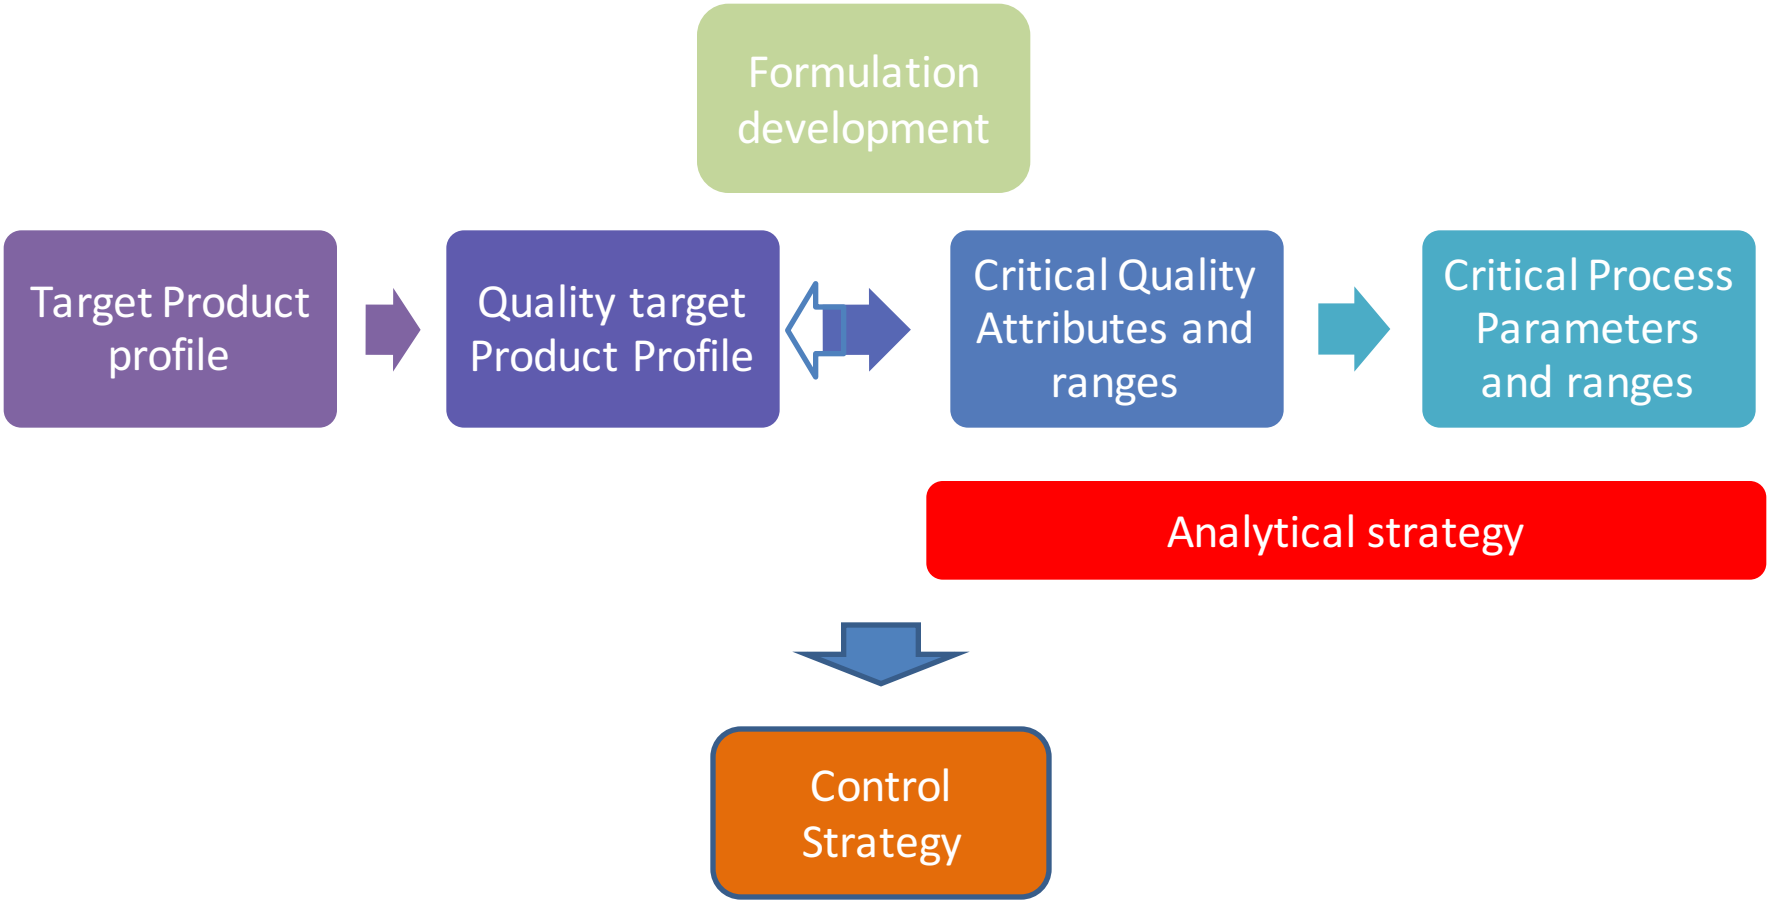 Formulation
development
Target Product
profile
Quality target
Product Profile
Critical Quality
Attributes and
ranges
Critical Process
Parameters
and ranges
Analytical strategy
Control
Strategy